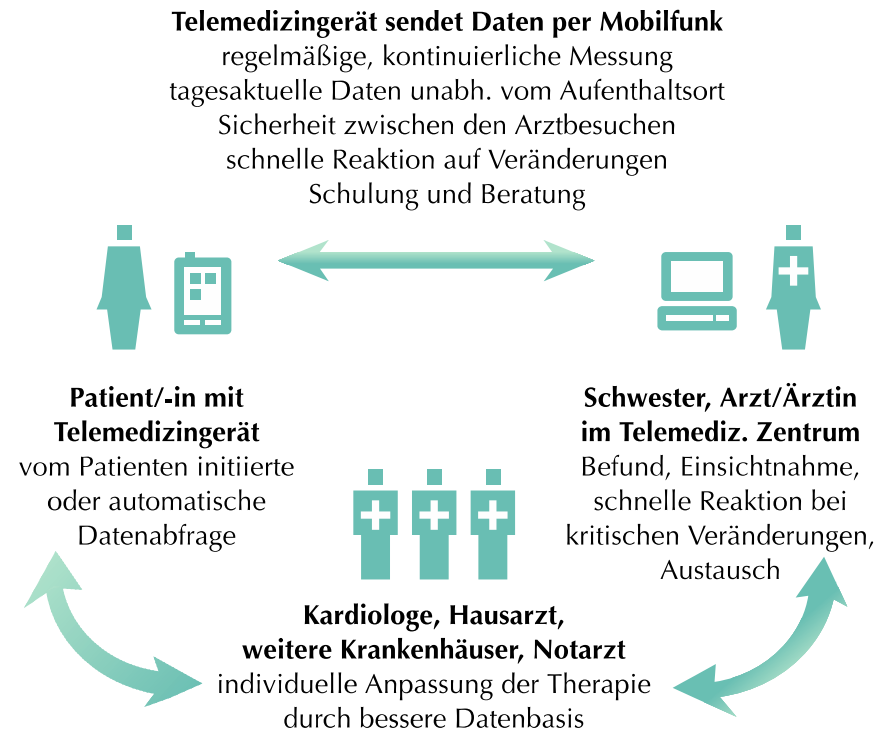 Telemedizingerät sendet Daten per Mobilfunk
regelmäßige, kontinuierliche Messung
tagesaktuelle Daten unabh. vom Aufenthaltsort
Sicherheit zwischen den Arztbesuchen
schnelle Reaktion auf Veränderungen
Schulung und Beratung
Patient/-in mit
Telemedizingerät
vom Patienten initiierte
oder automatische
Datenabfrage
Schwester, Arzt/Ärztin
im Telemediz. Zentrum
Befund, Einsichtnahme,
schnelle Reaktion bei
kritischen Veränderungen,
Austausch
Kardiologe, Hausarzt,
weitere Krankenhäuser, Notarzt
individuelle Anpassung der Therapie
durch bessere Datenbasis